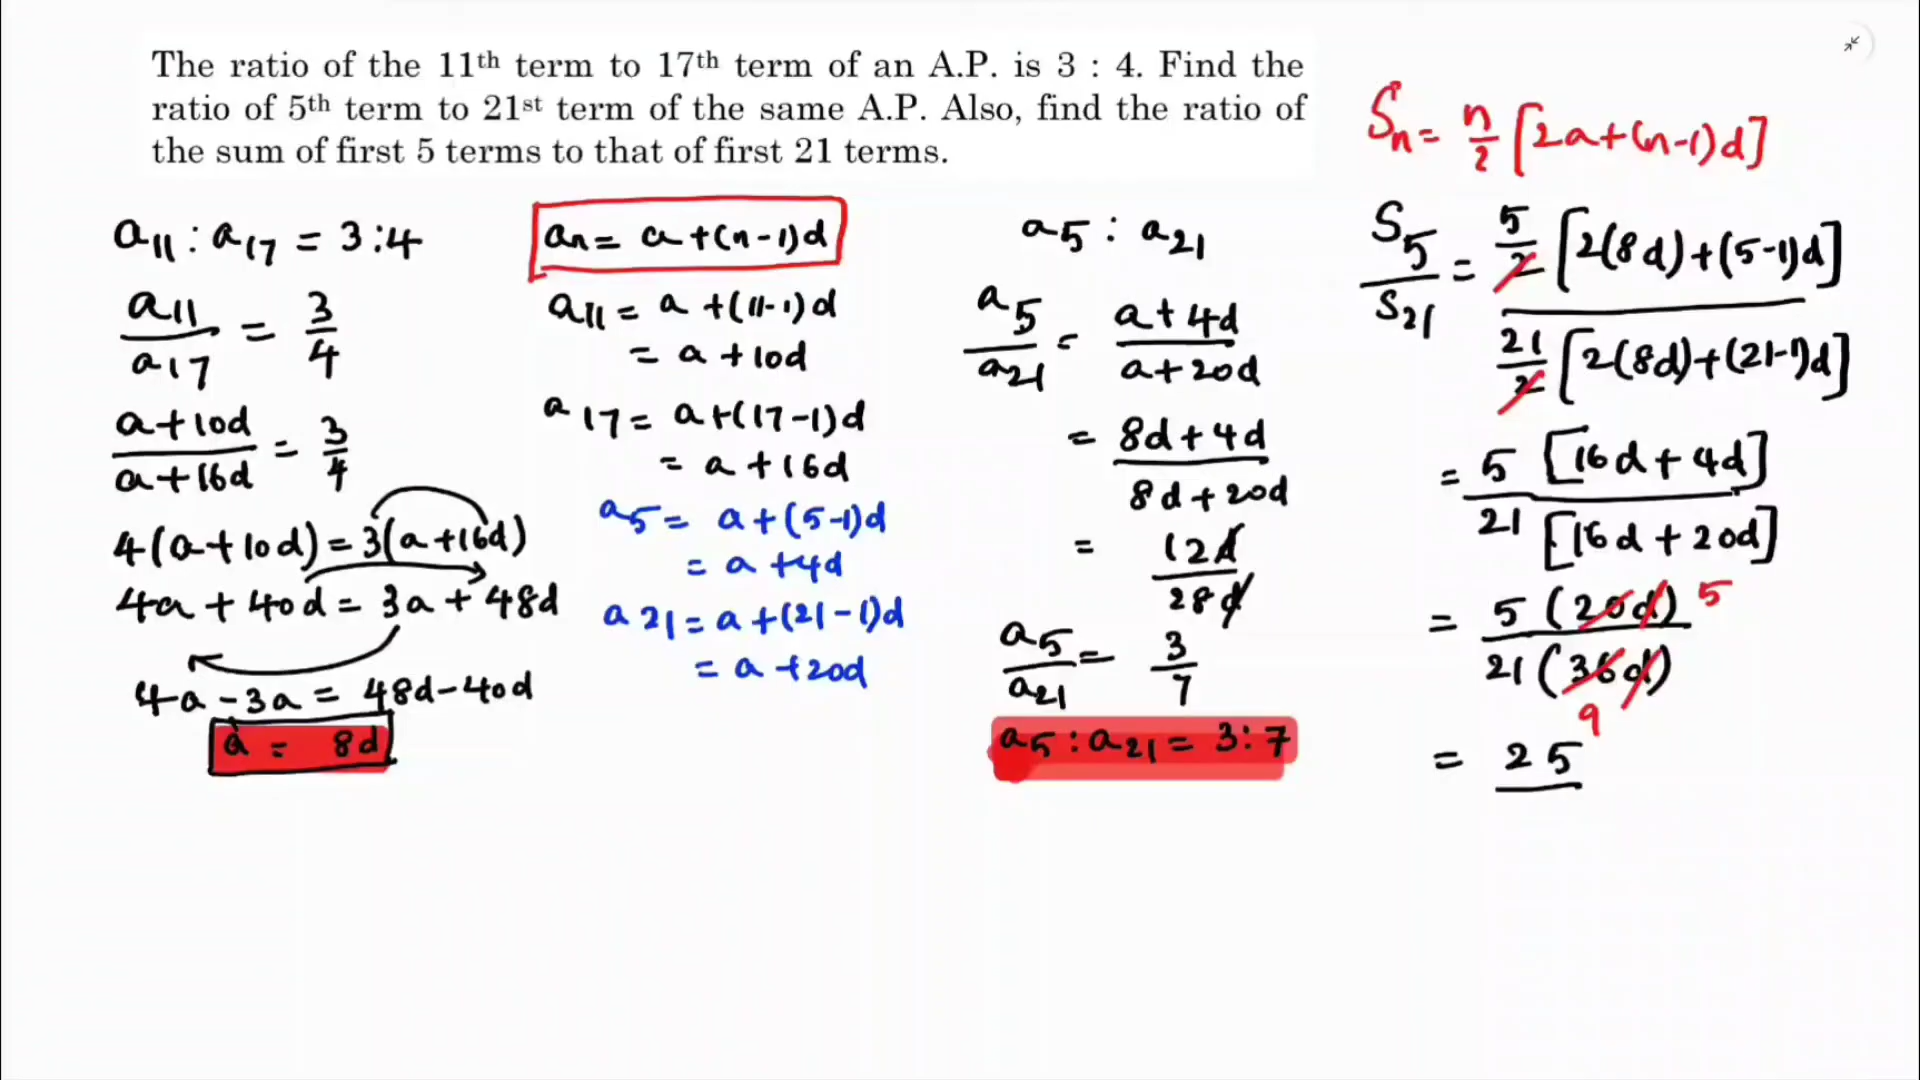 The ratio of the 11th term to 17th term of an A.P. is 3 : 4. Find the
ratio of 5th term to 21st term of the same A.P. Also, find the ratio of
the sum of first 5 terms to that of first 21 terms.
a11 : a17 = 3:4
a11/a17 = 3/4
a+10d/a+16d = 3/4
4(a+10d) = 3(a+16d)
4a + 40d = 3a + 48d
4a - 3a = 48d - 40d
a = 8d
an = a+(n-1)d
a11 = a +(11-1)d
= a +10d
a17 = a+(17-1)d
= a+16d
a5 = a+(5-1)d
= a +4d
a21 = a+(21-1)d
= a +20d
a5 : a21
a5/a21 = a+4d/a+20d
= 8d+4d/8d+20d
= 12d/28d
a5/a21 = 3/7
a5 : a21 = 3:7
Sn = n/2 [2a+(n-1)d]
S5/S21 = 5/2 [2(8d)+(5-1)d] / 21/2 [2(8d)+(21-1)d]
= 5 [16d+4d] / 21 [16d+20d]
= 5 (20d) 5 / 21 (36d) 9
= 25